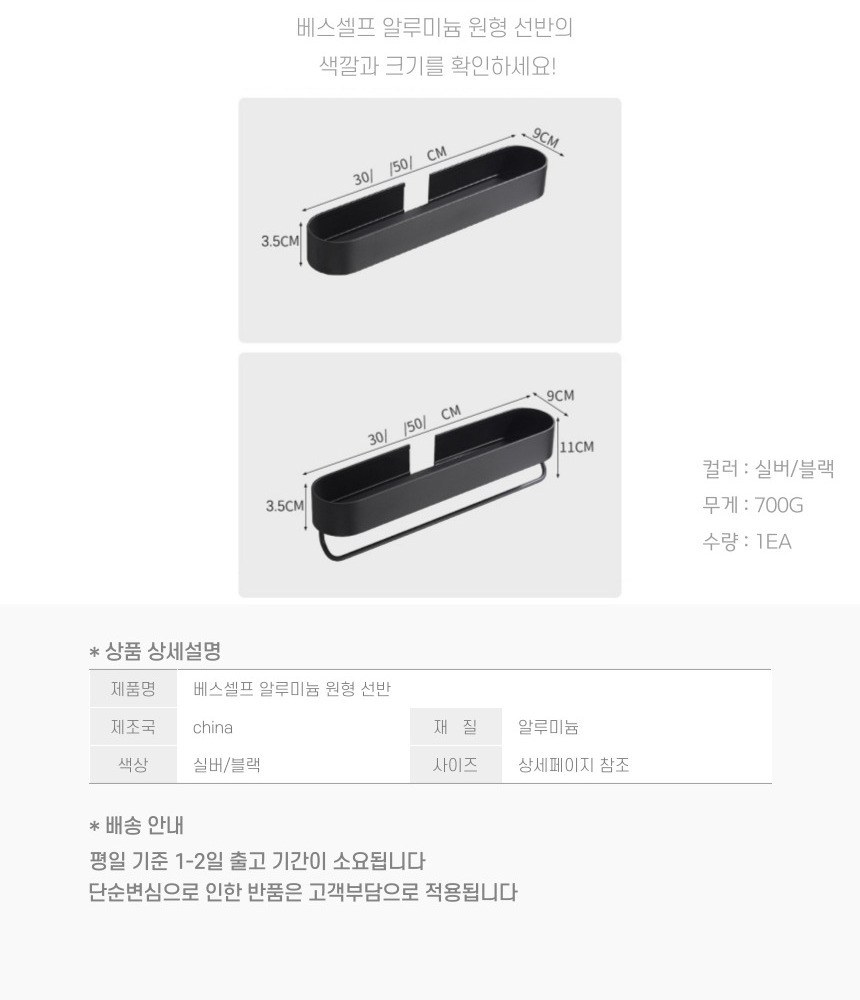 베스셀프 알루미늄 원형 선반의
색깔과 크기를 확인하세요!
9CM
30/ /50/ CM
3.5CM
9CM
30/ /50/ CM
11CM
3.5CM
컬러 : 실버/블랙
무게 : 700G
수량 : 1EA
* 상품 상세설명
제품명 베스셀프 알루미늄 원형 선반
제조국 china 재 질 알루미늄
색상 실버/블랙 사이즈 상세페이지 참조
* 배송 안내
평일 기준 1-2일 출고 기간이 소요됩니다
단순변심으로 인한 반품은 고객부담으로 적용됩니다